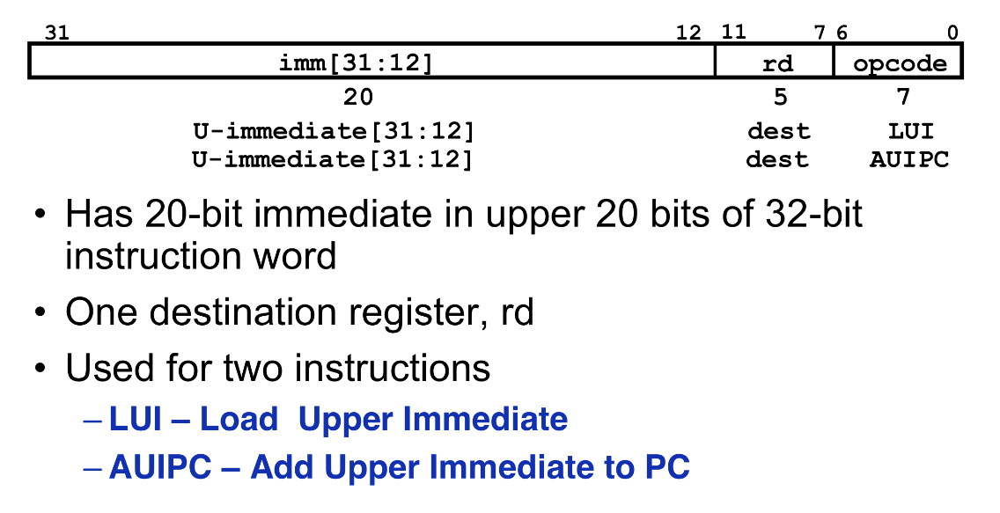 31 12 11 7 6 0
imm[31:12] rd opcode
20 5 7
U-immediate[31:12] dest LUI
U-immediate[31:12] dest AUIPC
• Has 20-bit immediate in upper 20 bits of 32-bit
instruction word
• One destination register, rd
• Used for two instructions
– LUI – Load  Upper Immediate
– AUIPC – Add Upper Immediate to PC